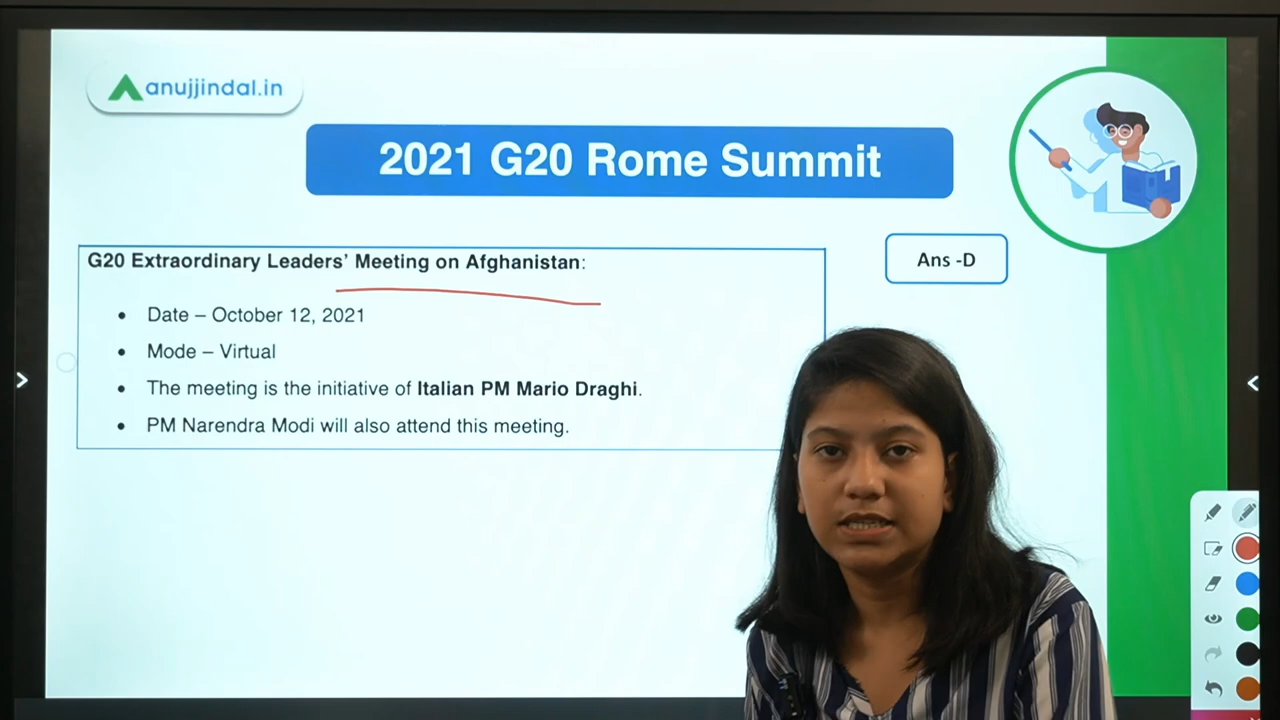 anujjindal.in
2021 G20 Rome Summit
G20 Extraordinary Leaders' Meeting on Afghanistan:
Ans -D
• Date – October 12, 2021
• Mode – Virtual
• The meeting is the initiative of Italian PM Mario Draghi.
• PM Narendra Modi will also attend this meeting.